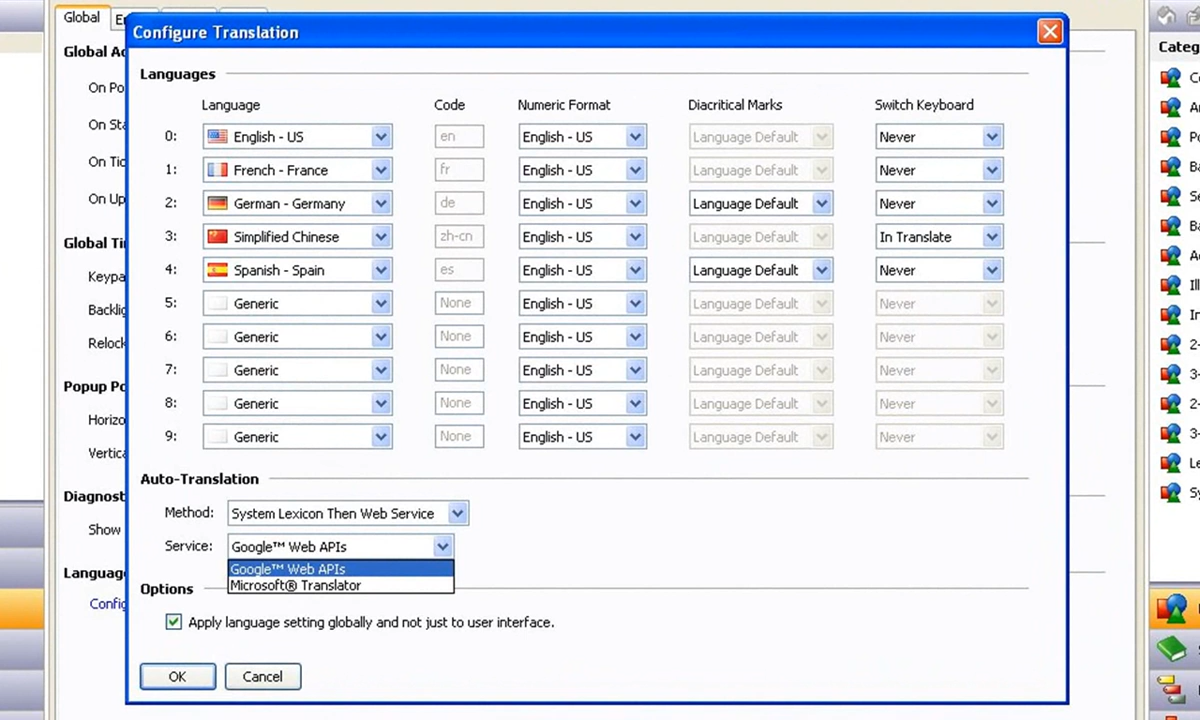 Global
Configure Translation
Languages
Language Code Numeric Format Diacritical Marks Switch Keyboard
0: English - US en English - US Language Default Never
1: French - France fr English - US Language Default Never
2: German - Germany de English - US Language Default Never
3: Simplified Chinese zh-cn English - US Language Default In Translate
4: Spanish - Spain es English - US Language Default Never
5: Generic None English - US Language Default Never
6: Generic None English - US Language Default Never
7: Generic None English - US Language Default Never
8: Generic None English - US Language Default Never
9: Generic None English - US Language Default Never
Auto-Translation
Method: System Lexicon Then Web Service
Service: Google™ Web APIs
Google™ Web APIs
Microsoft® Translator
Options
Apply language setting globally and not just to user interface.
OK Cancel
Global
On
On
On
On
Global
Popup
Show